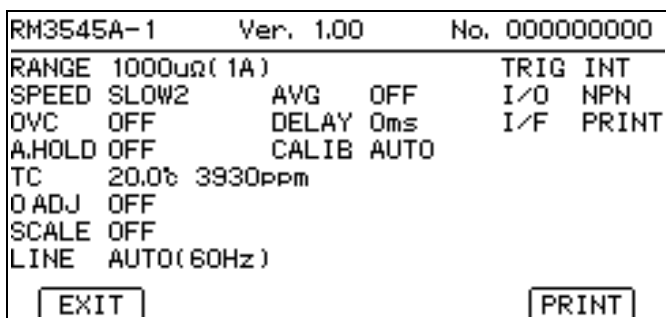 RM3545A-1 Ver. 1.00 No. 000000000
RANGE 1000uΩ( 1A) TRIG INT
SPEED SLOW2 AVG OFF I/O NPN
OVC OFF DELAY 0ms I/F PRINT
A.HOLD OFF CALIB AUTO
TC 20.0℃ 3930ppm
0 ADJ OFF
SCALE OFF
LINE AUTO(60Hz)
EXIT PRINT